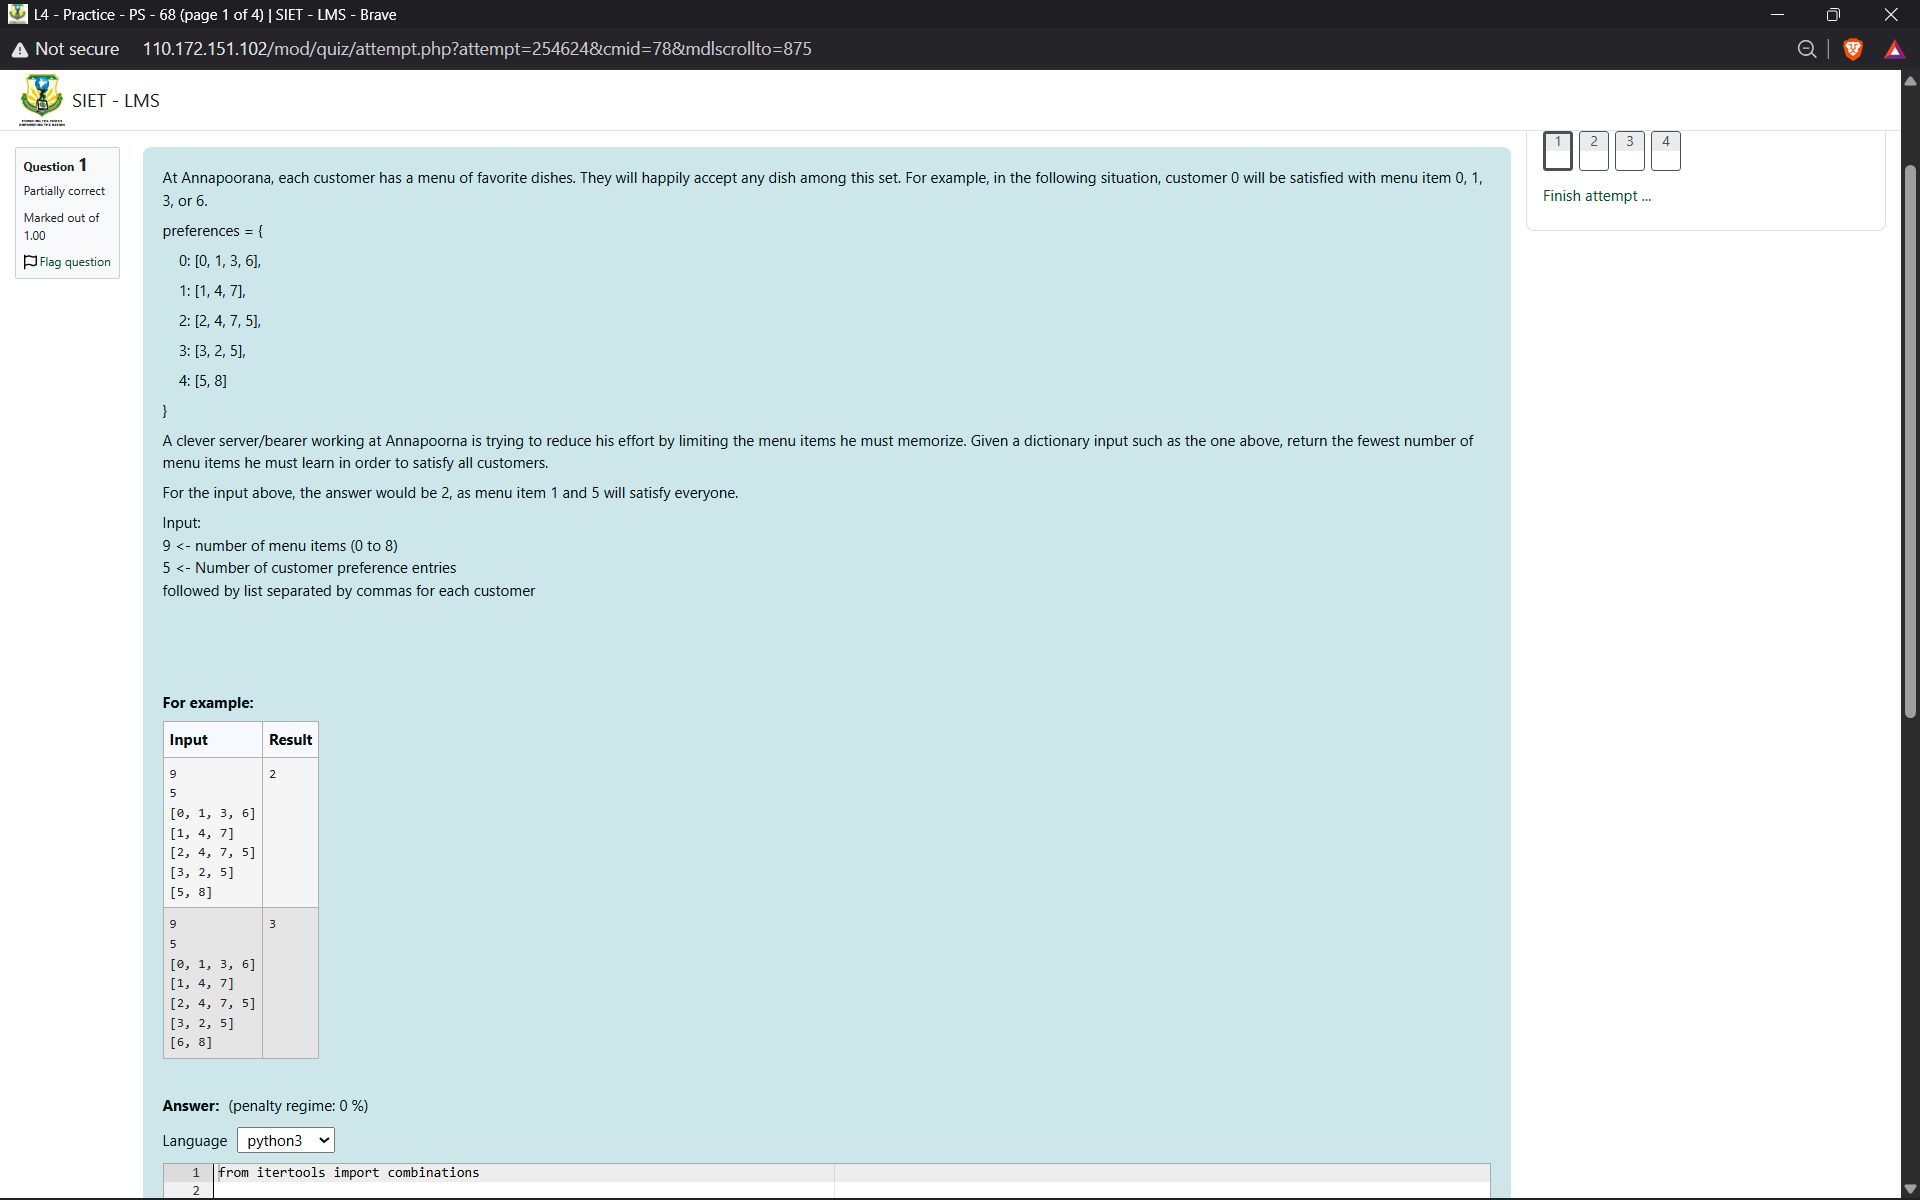 L4 - Practice - PS - 68 (page 1 of 4) | SIET - LMS - Brave
Not secure 110.172.151.102/mod/quiz/attempt.php?attempt=254624&cmid=78&mdlscrollto=875
SIET - LMS
Question 1
Partially correct
Marked out of
1.00
Flag question
At Annapoorana, each customer has a menu of favorite dishes. They will happily accept any dish among this set. For example, in the following situation, customer 0 will be satisfied with menu item 0, 1,
3, or 6.
preferences = {
0: [0, 1, 3, 6],
1: [1, 4, 7],
2: [2, 4, 7, 5],
3: [3, 2, 5],
4: [5, 8]
}
A clever server/bearer working at Annapoorna is trying to reduce his effort by limiting the menu items he must memorize. Given a dictionary input such as the one above, return the fewest number of
menu items he must learn in order to satisfy all customers.
For the input above, the answer would be 2, as menu item 1 and 5 will satisfy everyone.
Input:
9 <- number of menu items (0 to 8)
5 <- Number of customer preference entries
followed by list separated by commas for each customer
For example:
Input Result
9 2
5
[0, 1, 3, 6]
[1, 4, 7]
[2, 4, 7, 5]
[3, 2, 5]
[5, 8]
9 3
5
[0, 1, 3, 6]
[1, 4, 7]
[2, 4, 7, 5]
[3, 2, 5]
[6, 8]
Answer: (penalty regime: 0 %)
Language python3
1 from itertools import combinations
2
1 2 3 4
Finish attempt ...